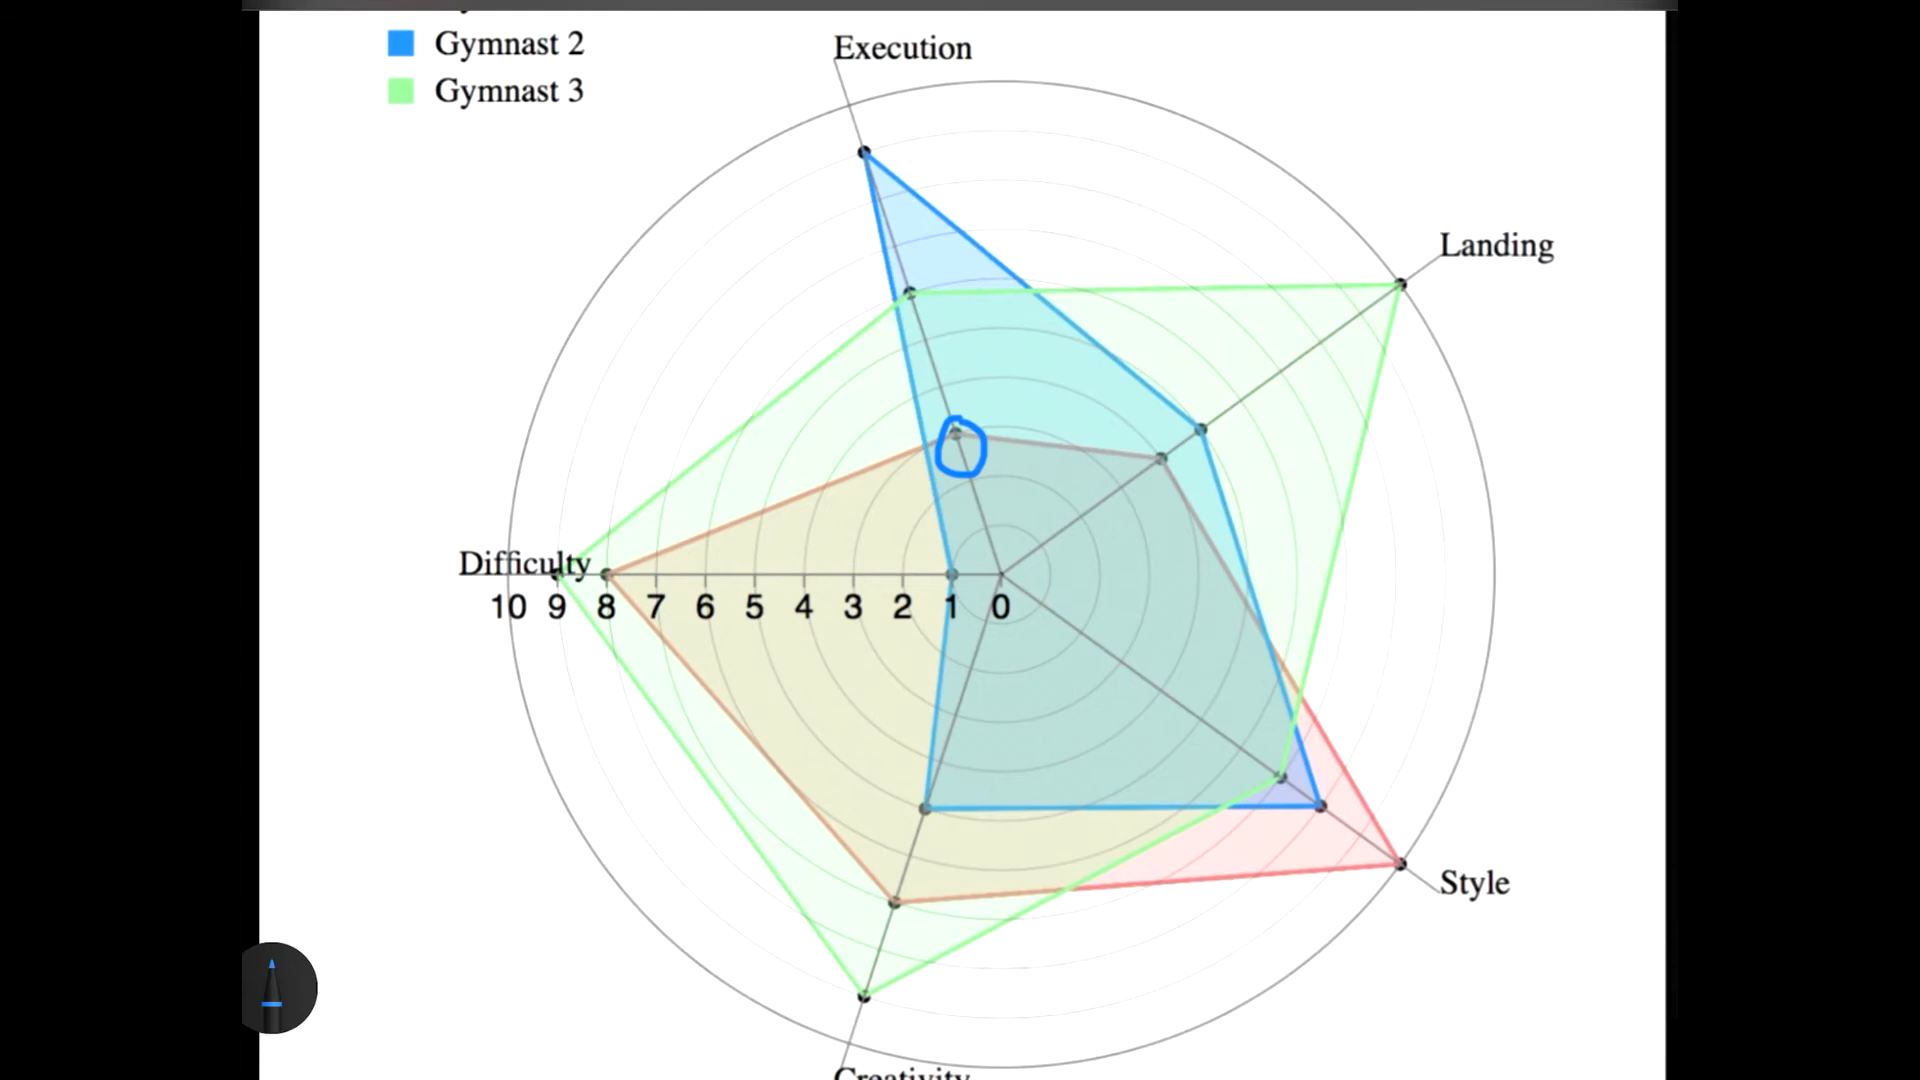 Gymnast 2
Gymnast 3
Execution
Landing
Difficulty
10 9 8 7 6 5 4 3 2 1 0
Style
Creativity